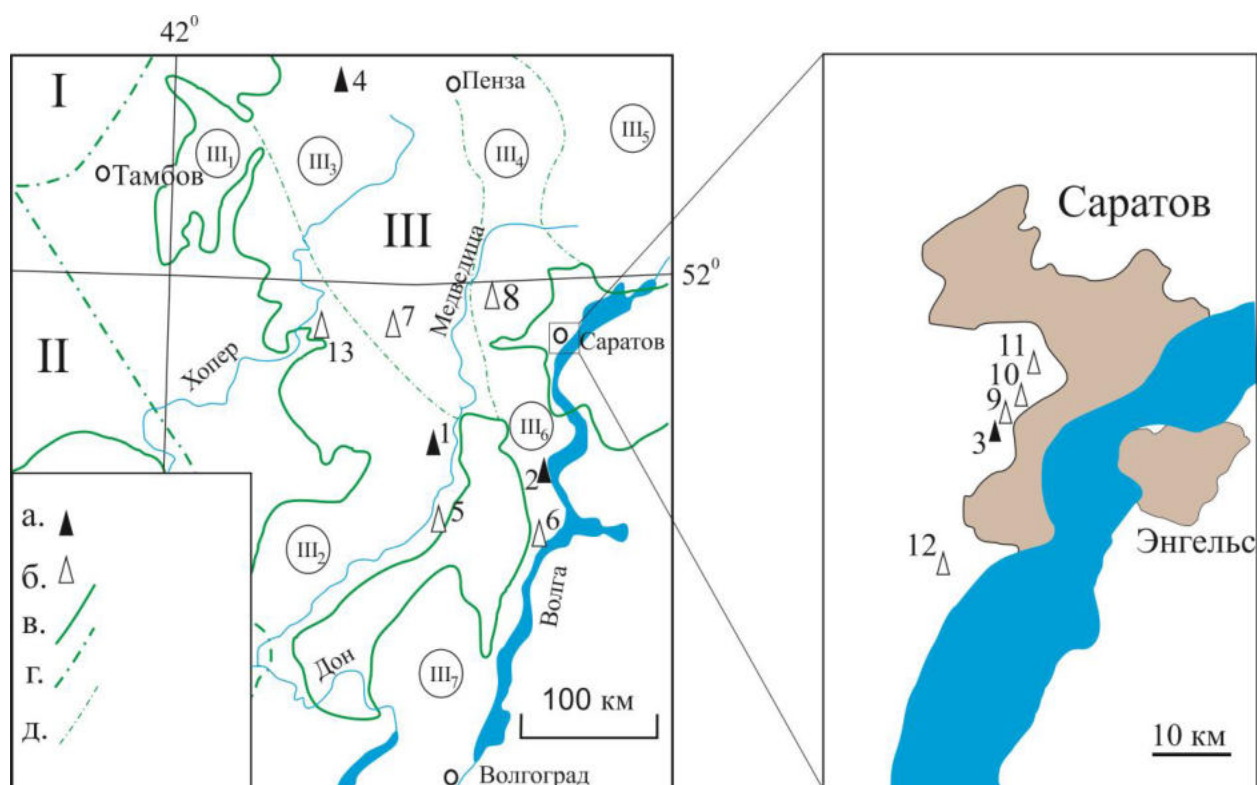 42⁰
I
4
Пенза
III₁
III₃
III₄
III₅
Тамбов
Саратов
III
Медведица
52⁰
8
7
13
Саратов
II
Хопер
11
10
9
3
1
III₆
2
5
6
Энгельс
12
а.
б.
в.
г.
д.
III₂
Волга
Дон
III₇
100 км
10 км
Волгоград